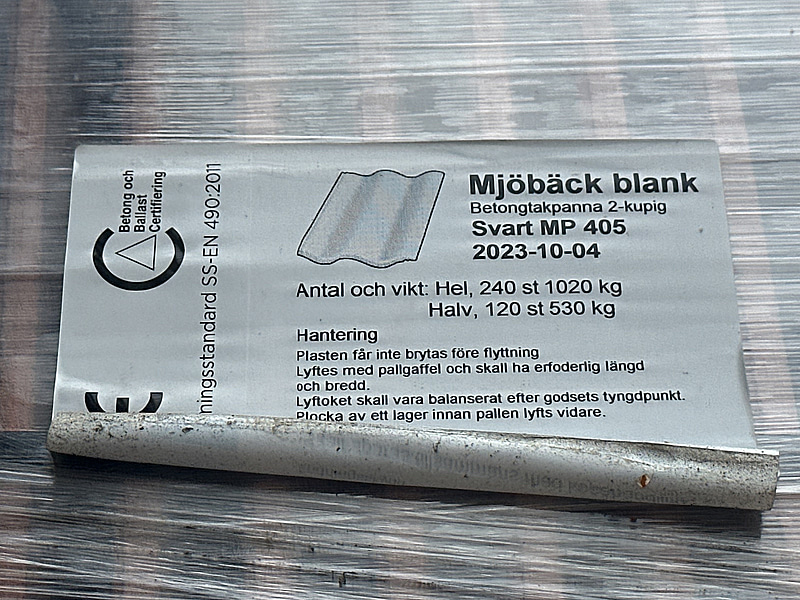 Betong och
Ballast
Certifiering
ningsstandard SS-EN 490:2011
Mjöbäck blank
Betongtakpanna 2-kupig
Svart MP 405
2023-10-04
Antal och vikt: Hel, 240 st 1020 kg
Halv, 120 st 530 kg
Hantering
Plasten får inte brytas före flyttning
Lyftes med pallgaffel och skall ha erfoderlig längd
och bredd.
Lyftoket skall vara balanserat efter godsets tyngdpunkt.
Plocka av ett lager innan pallen lyfts vidare.